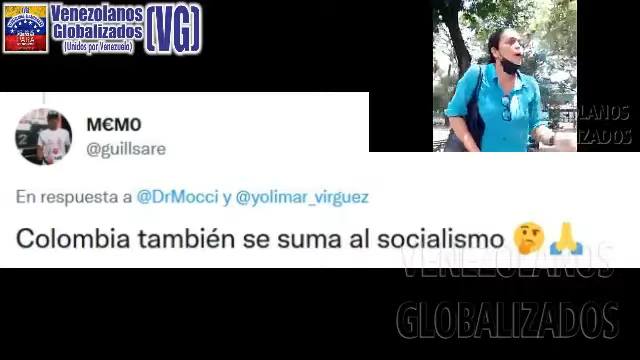 Venezolanos
Globalizados
(Unidos por Venezuela)
(VG)
M€MO
@guillsare
En respuesta a @DrMocci y @yolimar_virguez
Colombia también se suma al socialismo 🤔🙏
VENEZOLANOS
GLOBALIZADOS